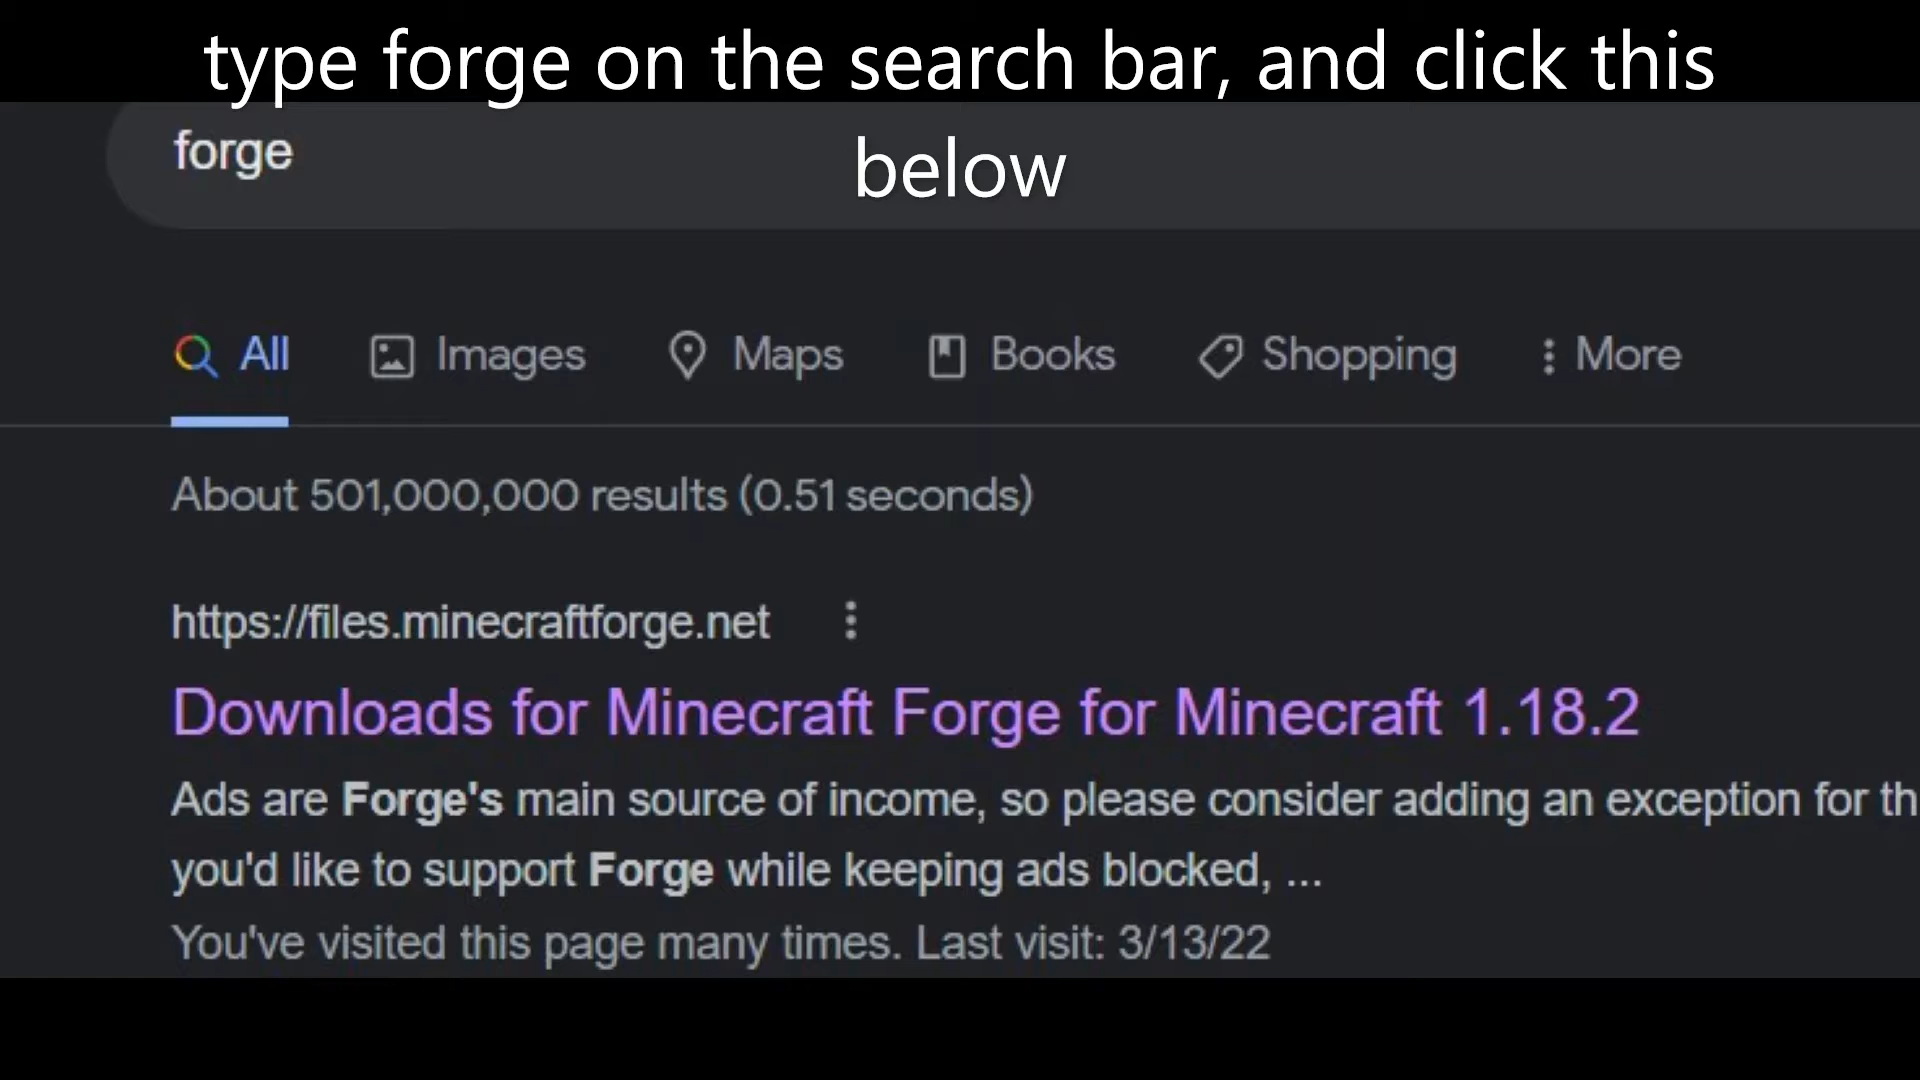 type forge on the search bar, and click this
below
forge
All Images Maps Books Shopping More
About 501,000,000 results (0.51 seconds)
https://files.minecraftforge.net
Downloads for Minecraft Forge for Minecraft 1.18.2
Ads are Forge's main source of income, so please consider adding an exception for th
you'd like to support Forge while keeping ads blocked, ...
You've visited this page many times. Last visit: 3/13/22